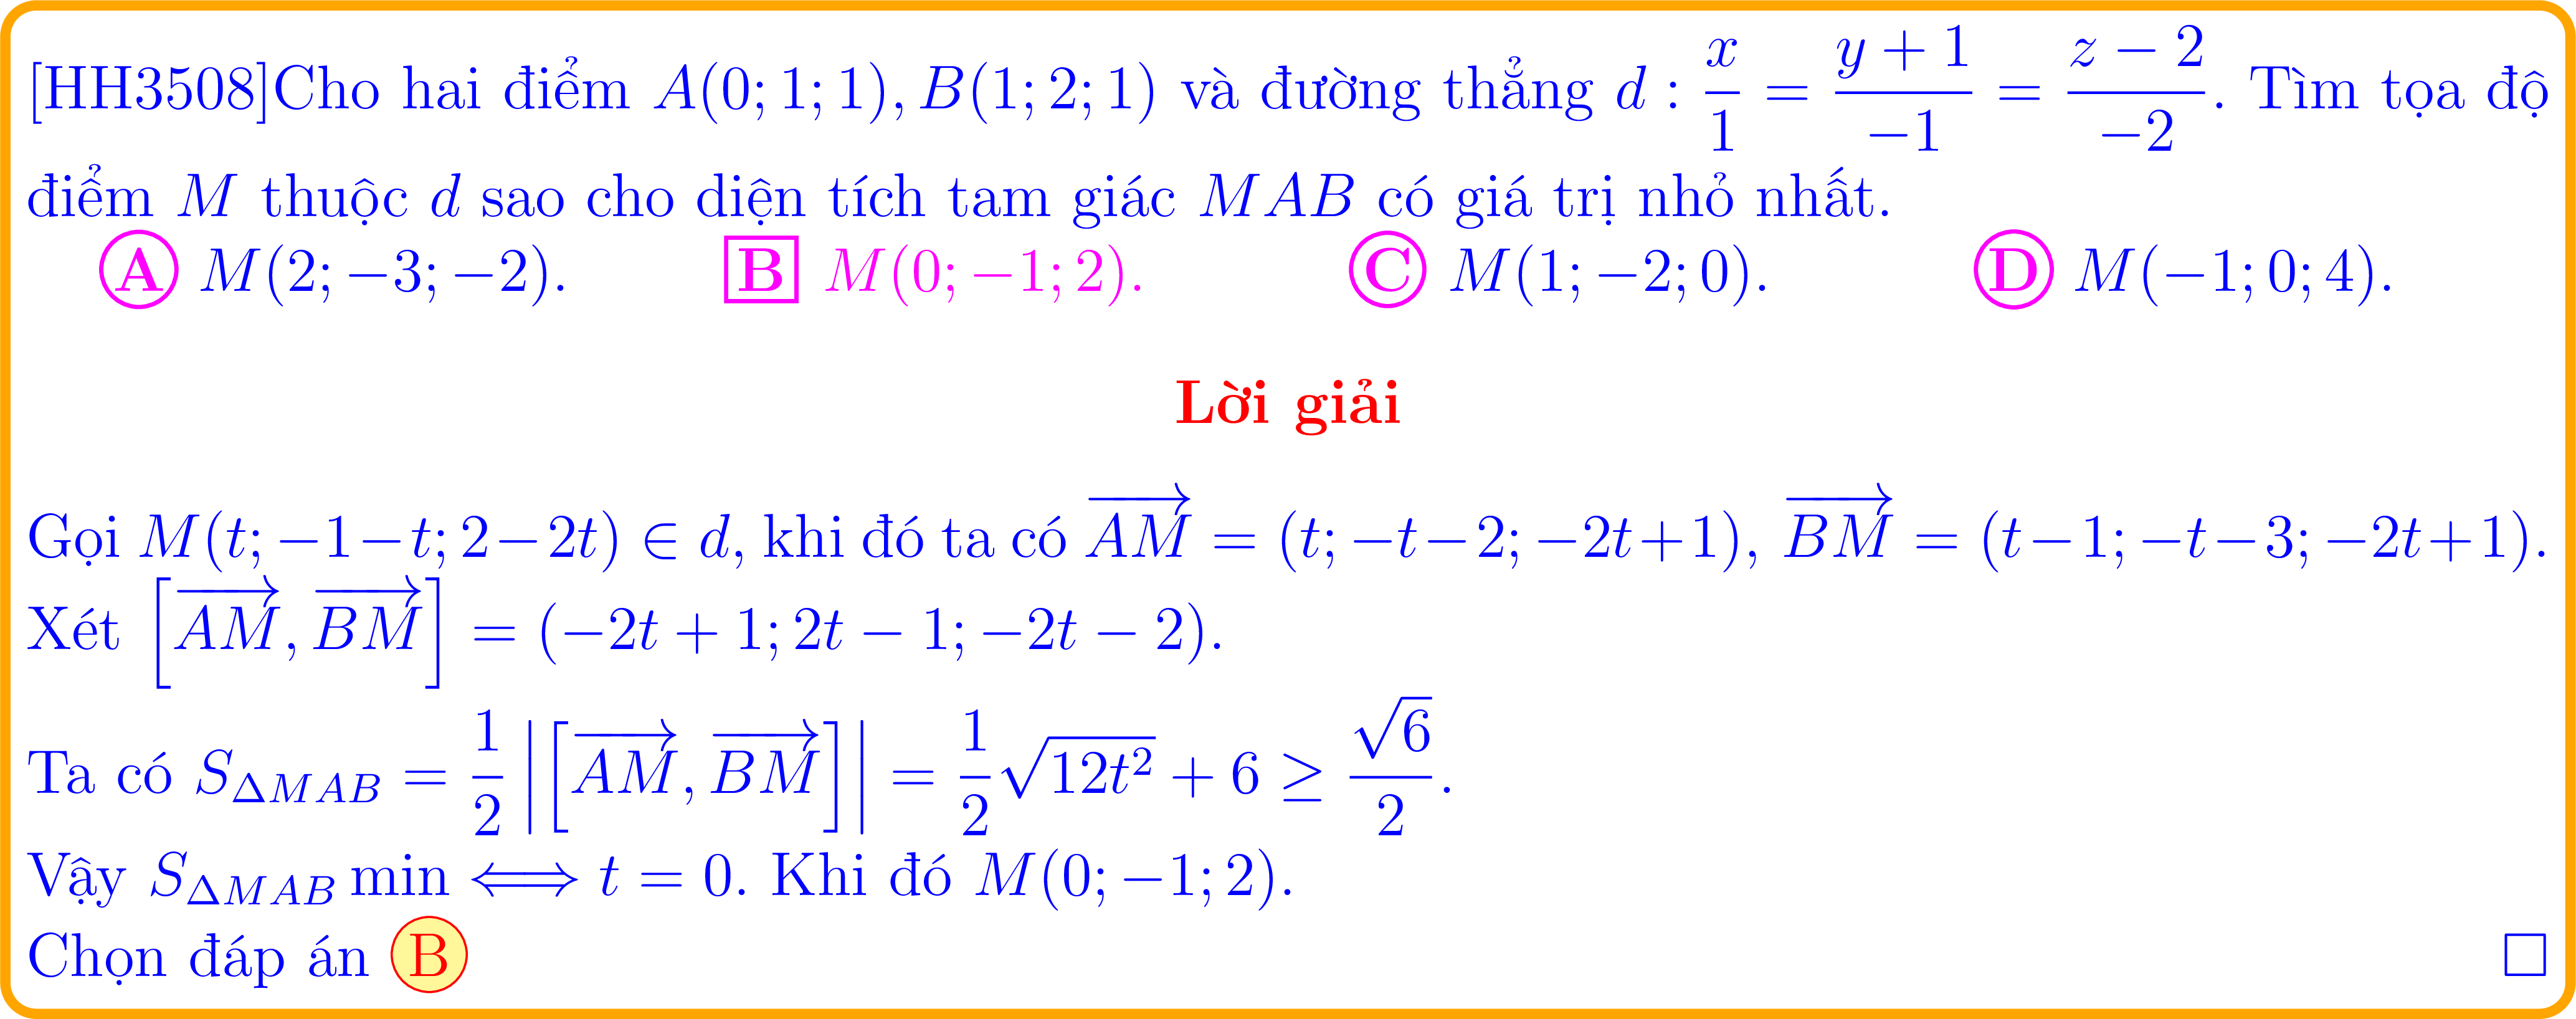 [HH3508]Cho hai điểm $A(0; 1; 1), B(1; 2; 1)$ và đường thẳng $d : \dfrac{x}{1} = \dfrac{y+1}{-1} = \dfrac{z-2}{-2}$. Tìm tọa độ
điểm $M$ thuộc $d$ sao cho diện tích tam giác $MAB$ có giá trị nhỏ nhất.
A $M(2; -3; -2)$. B $M(0; -1; 2)$. C $M(1; -2; 0)$. D $M(-1; 0; 4)$.
Lời giải
Gọi $M(t; -1-t; 2-2t) \in d$, khi đó ta có $\overrightarrow{AM} = (t; -t-2; -2t+1)$, $\overrightarrow{BM} = (t-1; -t-3; -2t+1)$.
Xét $\left[\overrightarrow{AM}, \overrightarrow{BM}\right] = (-2t+1; 2t-1; -2t-2)$.
Ta có $S_{\Delta MAB} = \dfrac{1}{2}\left|\left[\overrightarrow{AM}, \overrightarrow{BM}\right]\right| = \dfrac{1}{2}\sqrt{12t^2} + 6 \geq \dfrac{\sqrt{6}}{2}$.
Vậy $S_{\Delta MAB} \min \Longleftrightarrow t = 0$. Khi đó $M(0; -1; 2)$.
Chọn đáp án B □